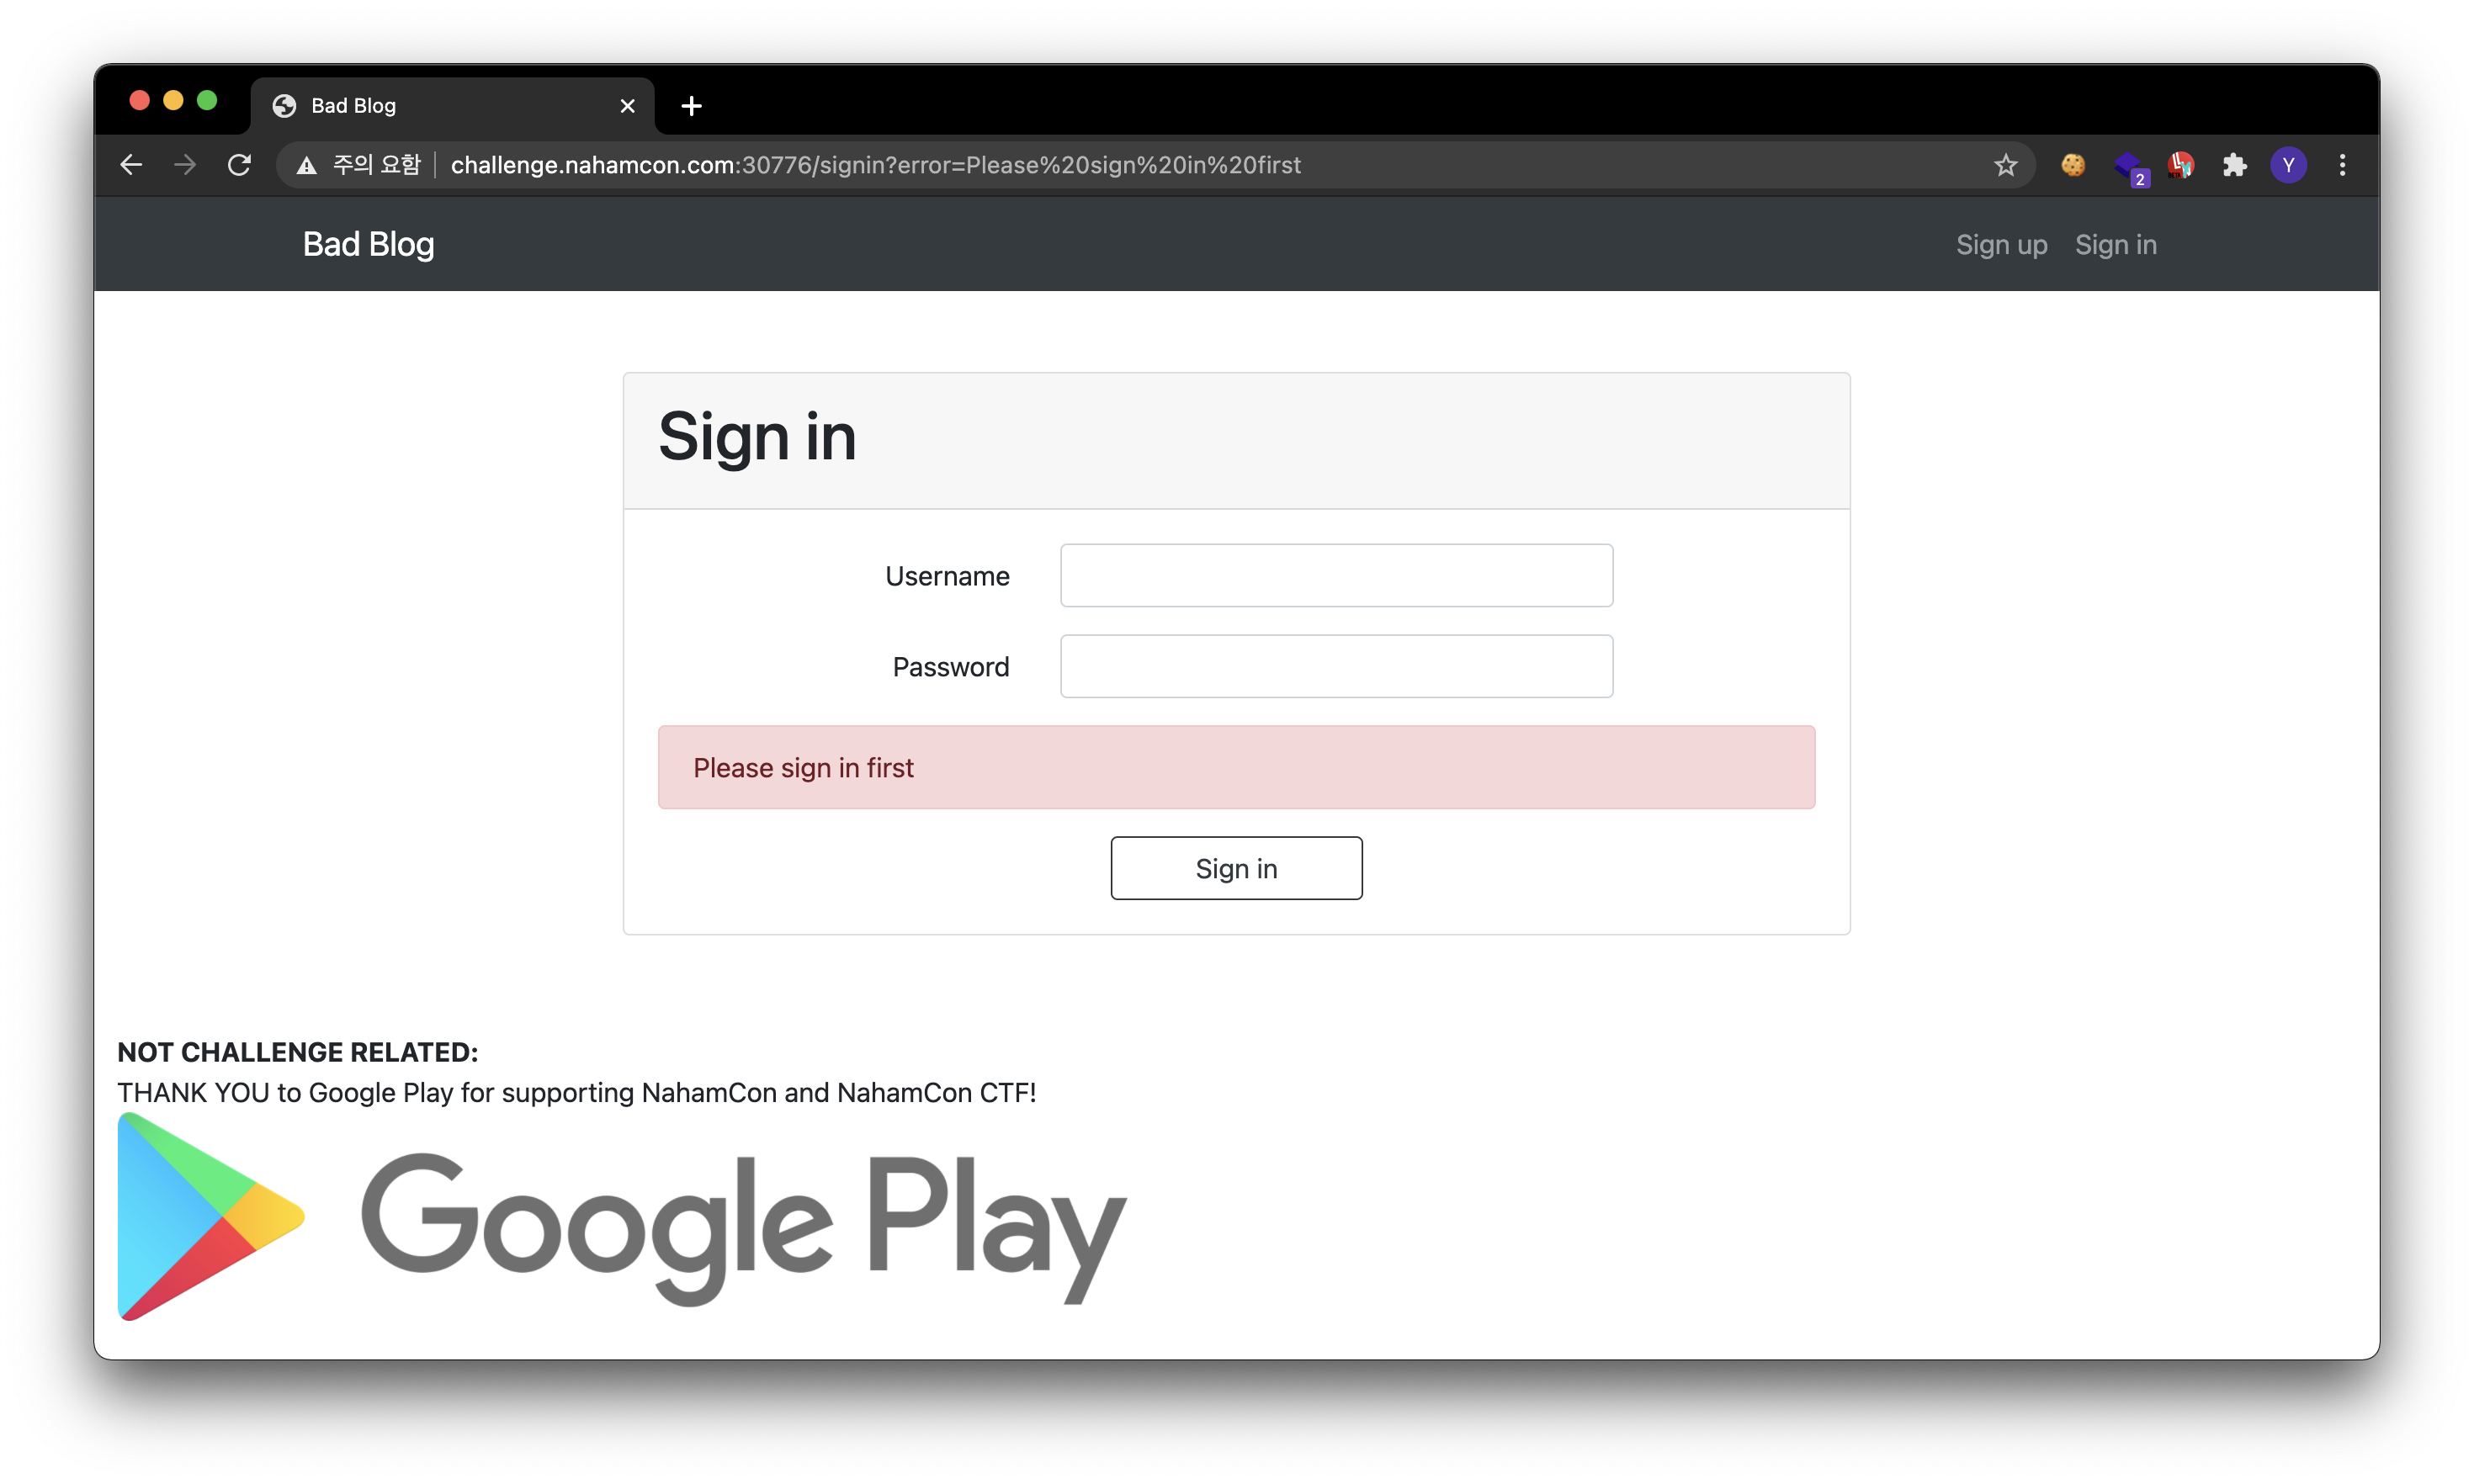 Bad Blog
주의 요함 challenge.nahamcon.com:30776/signin?error=Please%20sign%20in%20first
2
Y
Bad Blog
Sign up Sign in
Sign in
Username
Password
Please sign in first
Sign in
NOT CHALLENGE RELATED:
THANK YOU to Google Play for supporting NahamCon and NahamCon CTF!
Google Play